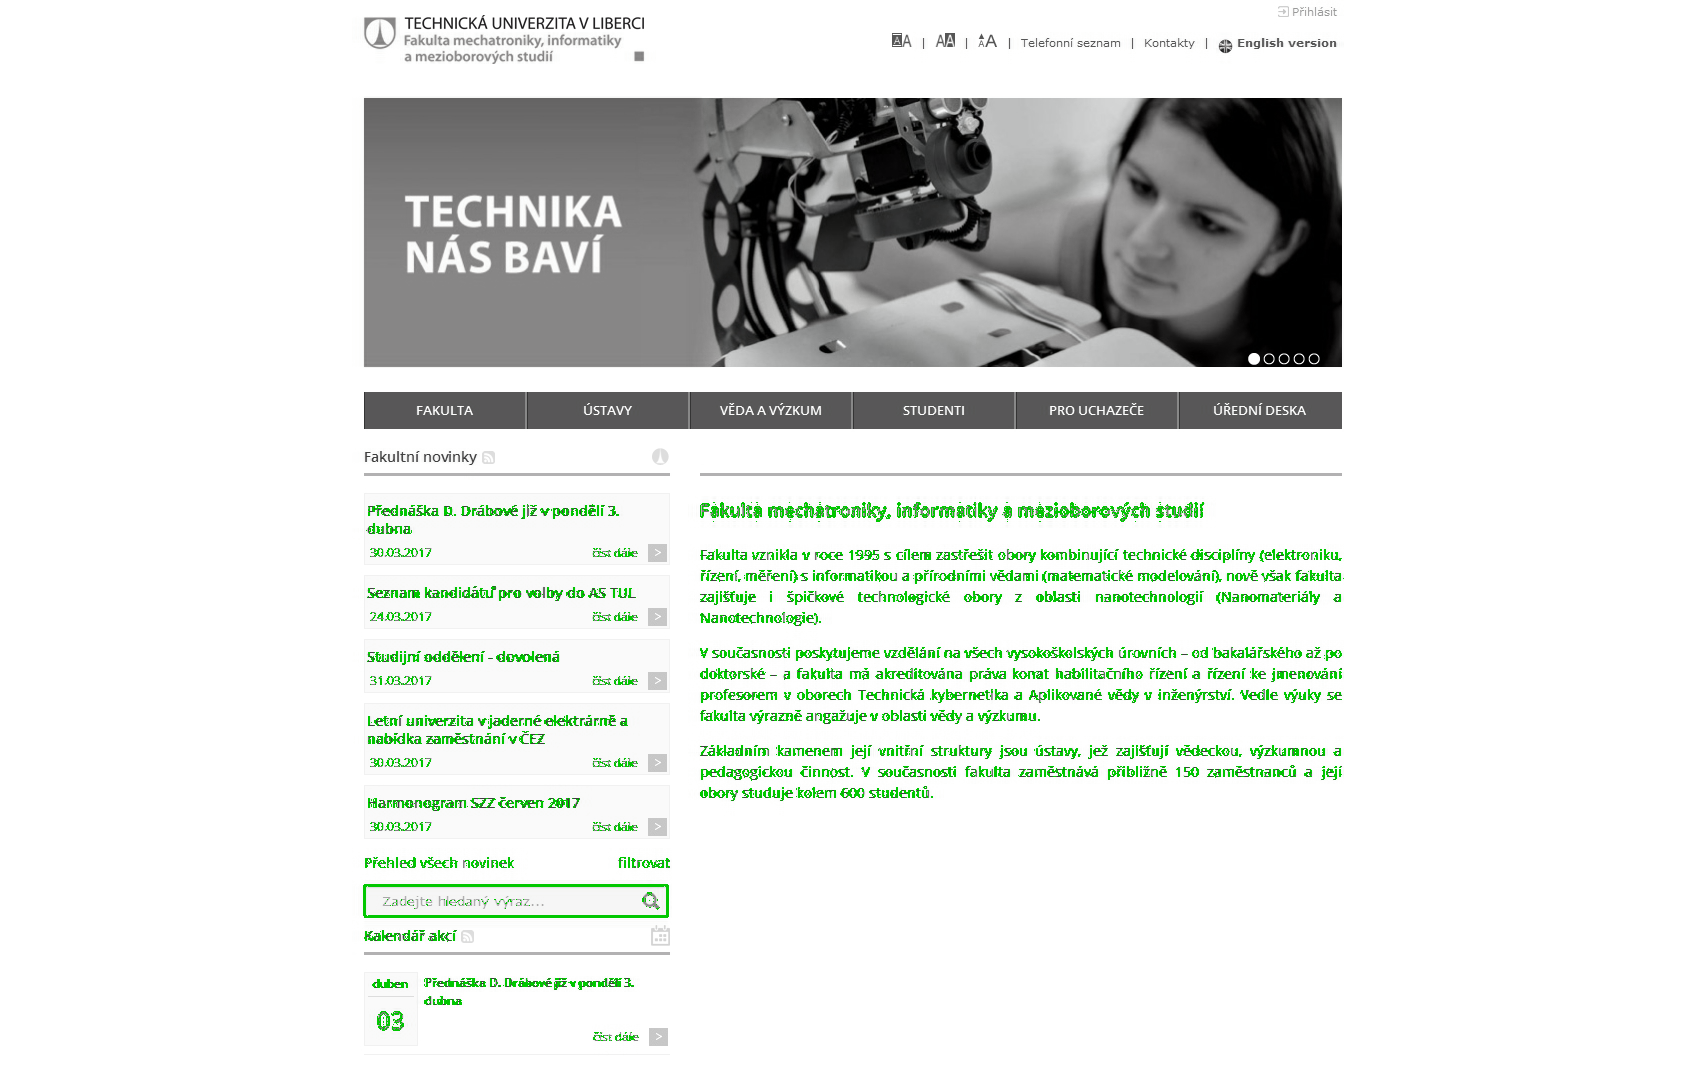 Přihlásit
TECHNICKÁ UNIVERZITA V LIBERCI
Fakulta mechatroniky, informatiky
a mezioborových studií
AA | AA | AA | Telefonní seznam | Kontakty | English version
TECHNIKA
NÁS BAVÍ
FAKULTA ÚSTAVY VĚDA A VÝZKUM STUDENTI PRO UCHAZEČE ÚŘEDNÍ DESKA
Fakultní novinky
Přednáška D. Drábové již v pondělí 3.
dubna
30.03.2017 číst dále >
Seznam kandidátů pro volby do AS TUL
24.03.2017 číst dále >
Studijní oddělení - dovolená
31.03.2017 číst dále >
Letní univerzita v jaderné elektrárně a
nabídka zaměstnání v ČEZ
30.03.2017 číst dále >
Harmonogram SZZ červen 2017
30.03.2017 číst dále >
Přehled všech novinek filtrovat
Zadejte hledaný výraz...
Kalendář akcí
duben
03
Přednáška D. Drábové již v pondělí 3.
dubna
číst dále >
Fakulta mechatroniky, informatiky a mezioborových studií
Fakulta vznikla v roce 1995 s cílem zastřešit obory kombinující technické disciplíny (elektroniku,
řízení, měření) s informatikou a přírodními vědami (matematické modelování), nově však fakulta
zajišťuje i špičkové technologické obory z oblasti nanotechnologií (Nanomateriály a
Nanotechnologie).
V současnosti poskytujeme vzdělání na všech vysokoškolských úrovních – od bakalářského až po
doktorské – a fakulta má akreditována práva konat habilitačního řízení a řízení ke jmenování
profesorem v oborech Technická kybernetika a Aplikované vědy v inženýrství. Vedle výuky se
fakulta výrazně angažuje v oblasti vědy a výzkumu.
Základním kamenem její vnitřní struktury jsou ústavy, jež zajišťují vědeckou, výzkumnou a
pedagogickou činnost. V současnosti fakulta zaměstnává přibližně 150 zaměstnanců a její
obory studuje kolem 600 studentů.